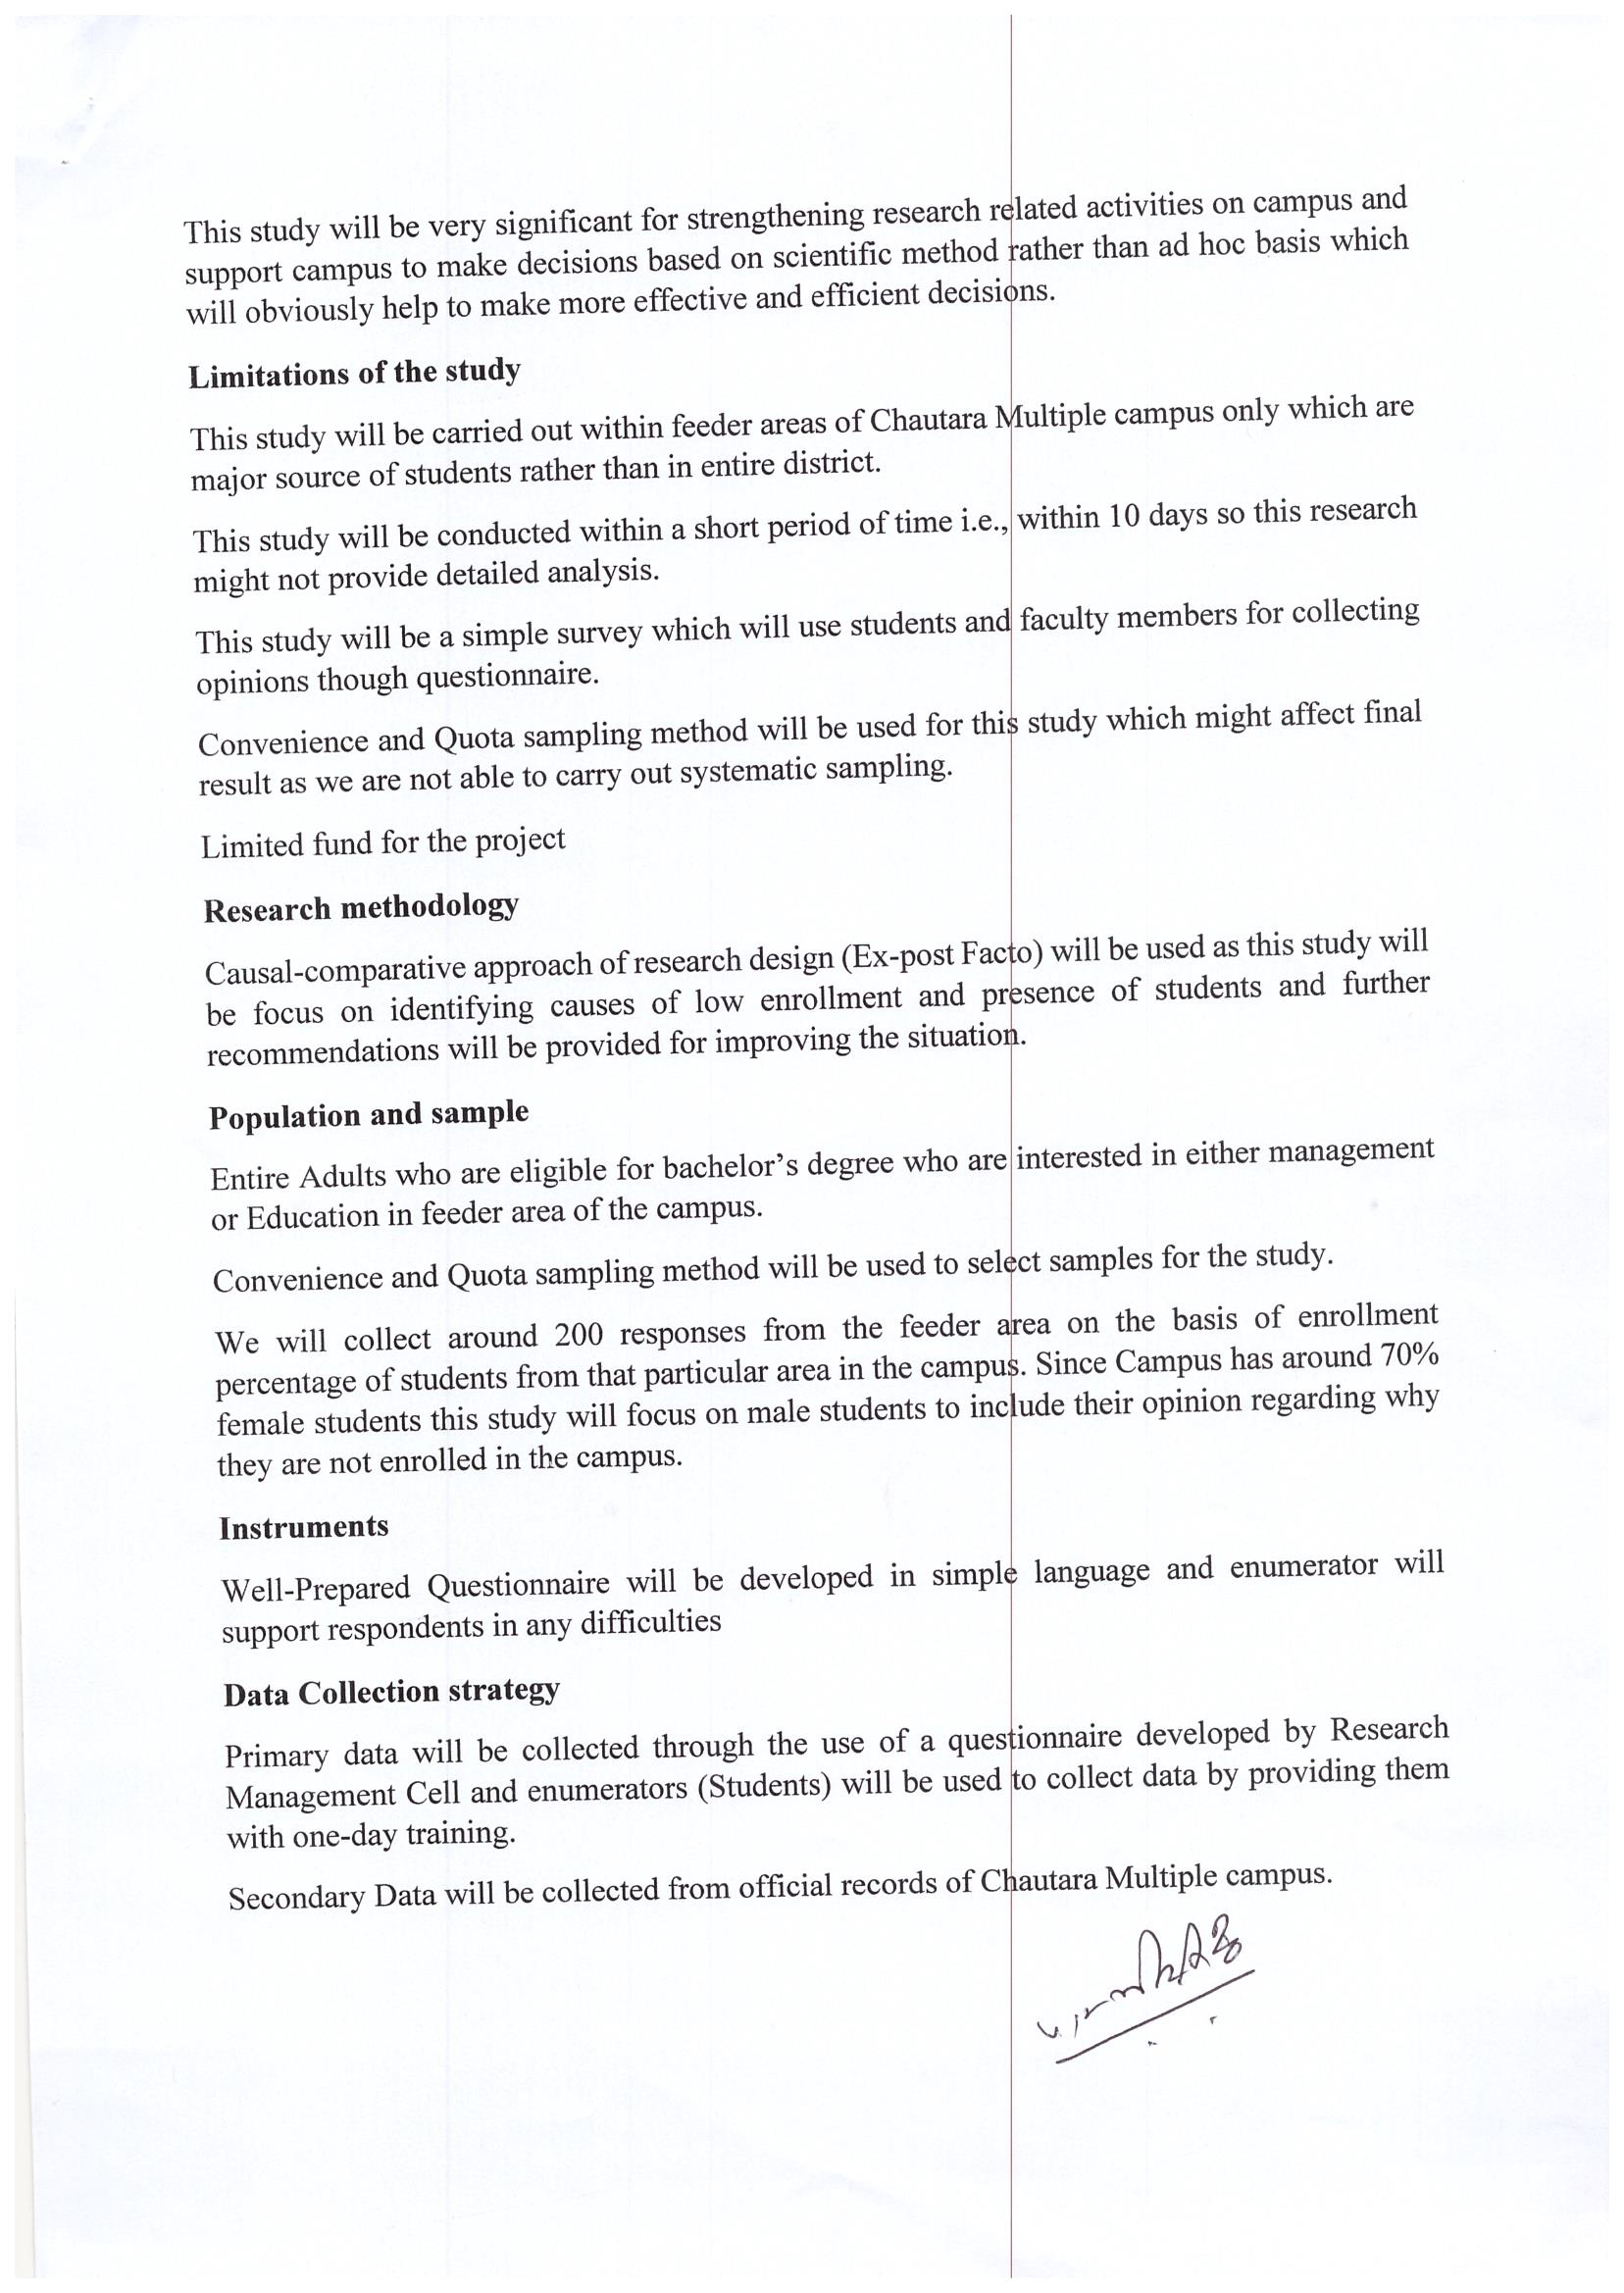 This study will be very significant for strengthening research related activities on campus and
support campus to make decisions based on scientific method rather than ad hoc basis which
will obviously help to make more effective and efficient decisions.
Limitations of the study
This study will be carried out within feeder areas of Chautara Multiple campus only which are
major source of students rather than in entire district.
This study will be conducted within a short period of time i.e., within 10 days so this research
might not provide detailed analysis.
This study will be a simple survey which will use students and faculty members for collecting
opinions though questionnaire.
Convenience and Quota sampling method will be used for this study which might affect final
result as we are not able to carry out systematic sampling.
Limited fund for the project
Research methodology
Causal-comparative approach of research design (Ex-post Facto) will be used as this study will
be focus on identifying causes of low enrollment and presence of students and further
recommendations will be provided for improving the situation.
Population and sample
Entire Adults who are eligible for bachelor's degree who are interested in either management
or Education in feeder area of the campus.
Convenience and Quota sampling method will be used to select samples for the study.
We will collect around 200 responses from the feeder area on the basis of enrollment
percentage of students from that particular area in the campus. Since Campus has around 70%
female students this study will focus on male students to include their opinion regarding why
they are not enrolled in the campus.
Instruments
Well-Prepared Questionnaire will be developed in simple language and enumerator will
support respondents in any difficulties
Data Collection strategy
Primary data will be collected through the use of a questionnaire developed by Research
Management Cell and enumerators (Students) will be used to collect data by providing them
with one-day training.
Secondary Data will be collected from official records of Chautara Multiple campus.